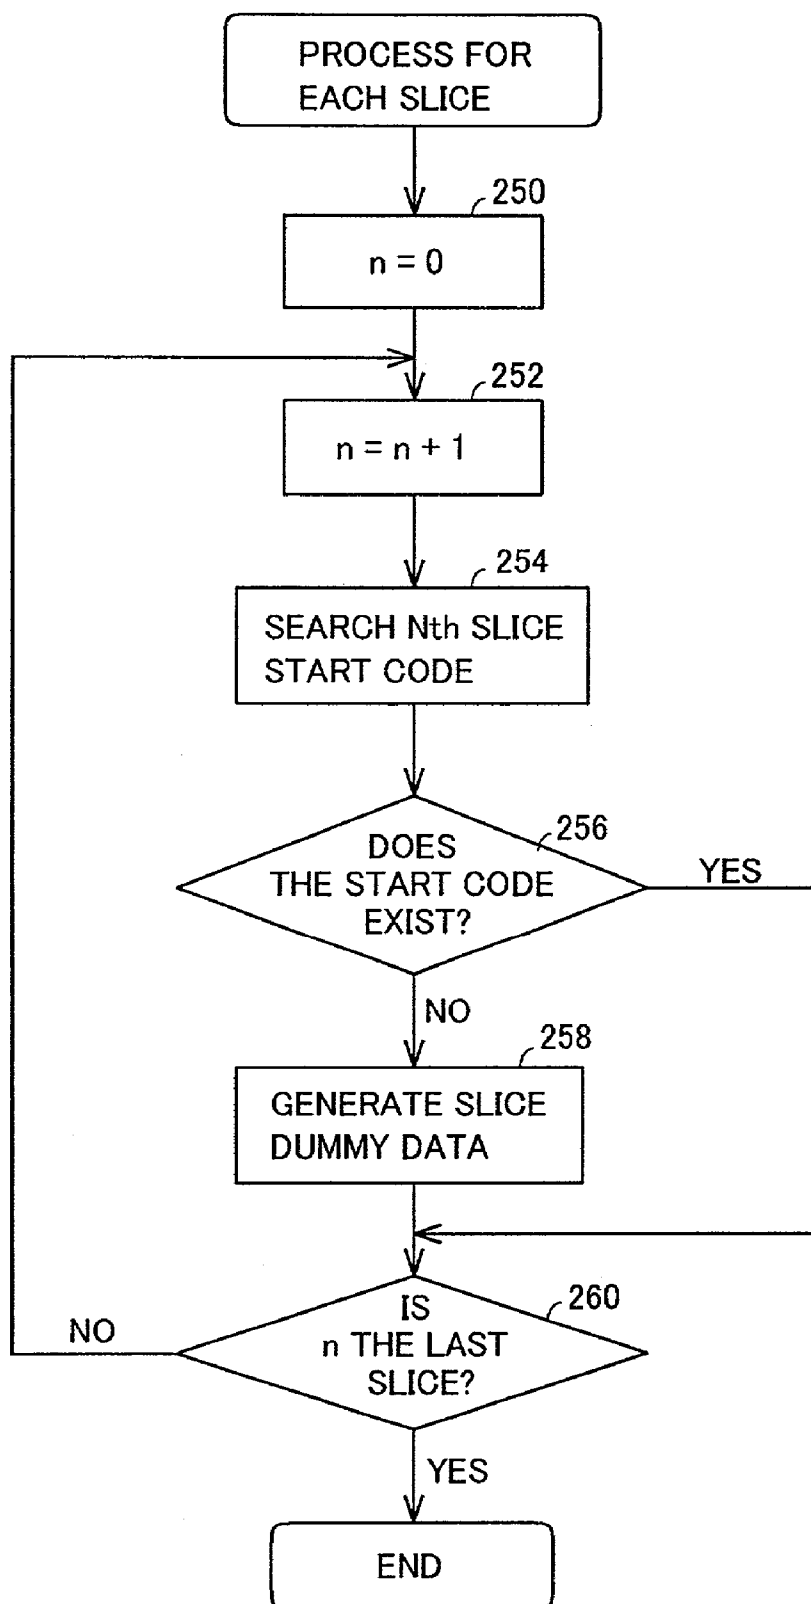 PROCESS FOR
EACH SLICE
250
n = 0
252
n = n + 1
254
SEARCH Nth SLICE
START CODE
256
DOES
THE START CODE
EXIST?
YES
NO
258
GENERATE SLICE
DUMMY DATA
260
IS
n THE LAST
SLICE?
NO
YES
END